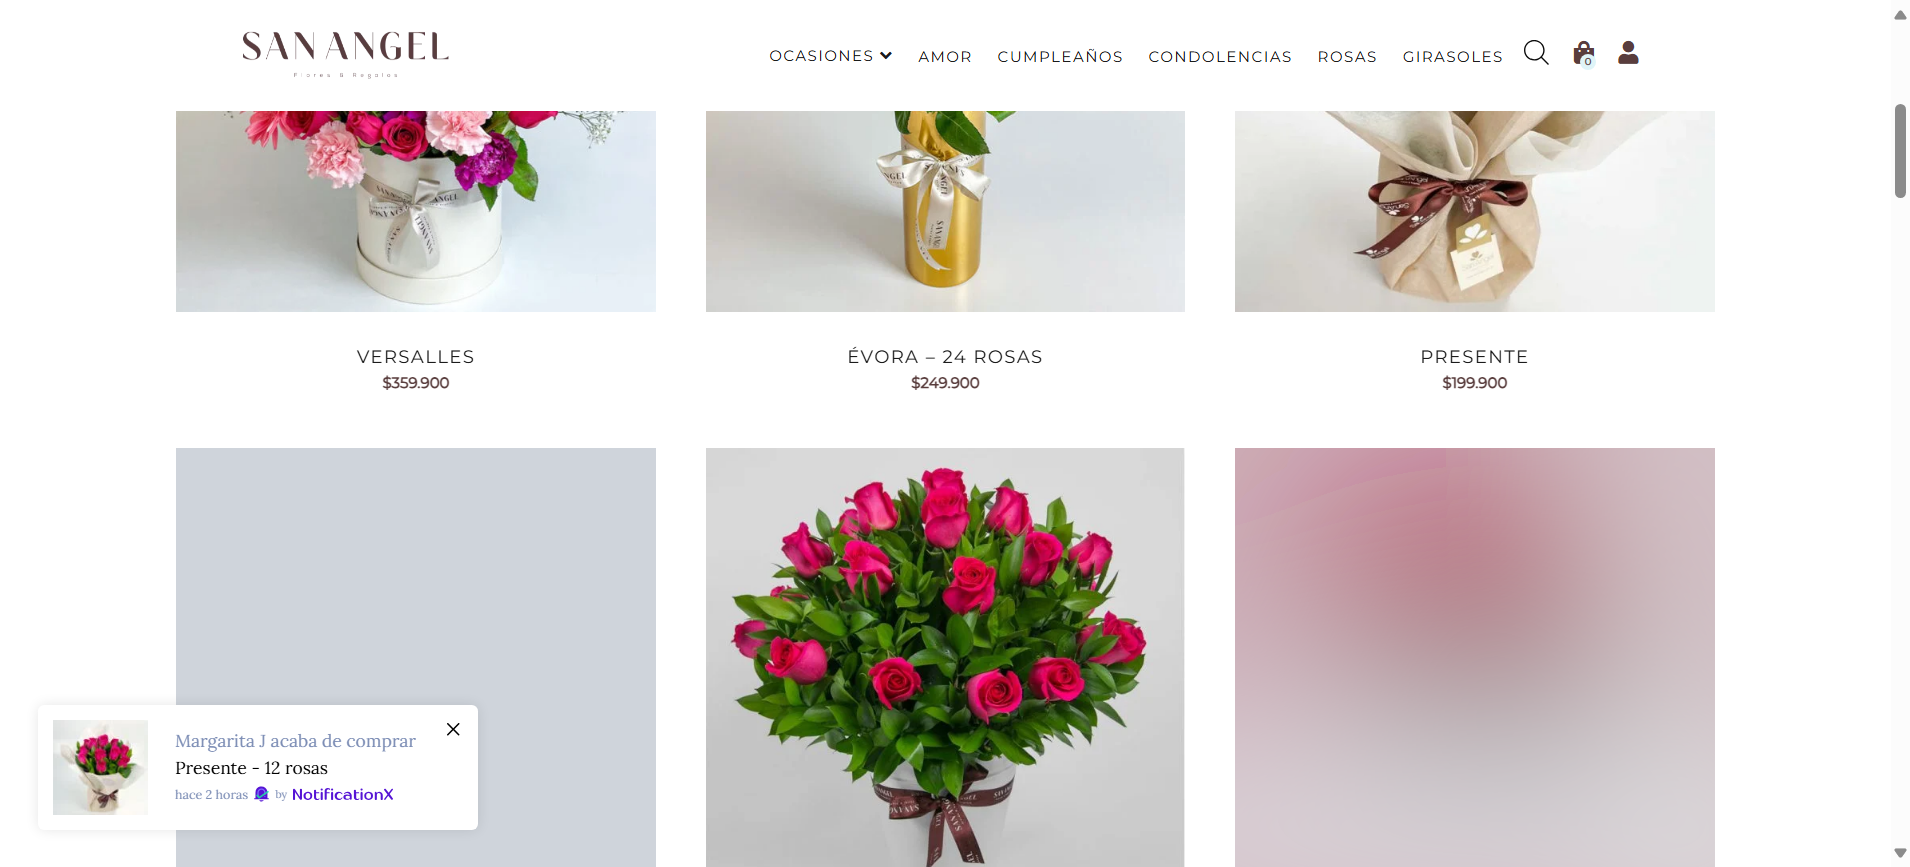 SAN ANGEL
Flores & Regalos
OCASIONES
AMOR
CUMPLEAÑOS
CONDOLENCIAS
ROSAS
GIRASOLES
0
VERSALLES
$359.900
ÉVORA – 24 ROSAS
$249.900
PRESENTE
$199.900
Margarita J acaba de comprar
Presente - 12 rosas
hace 2 horas by NotificationX